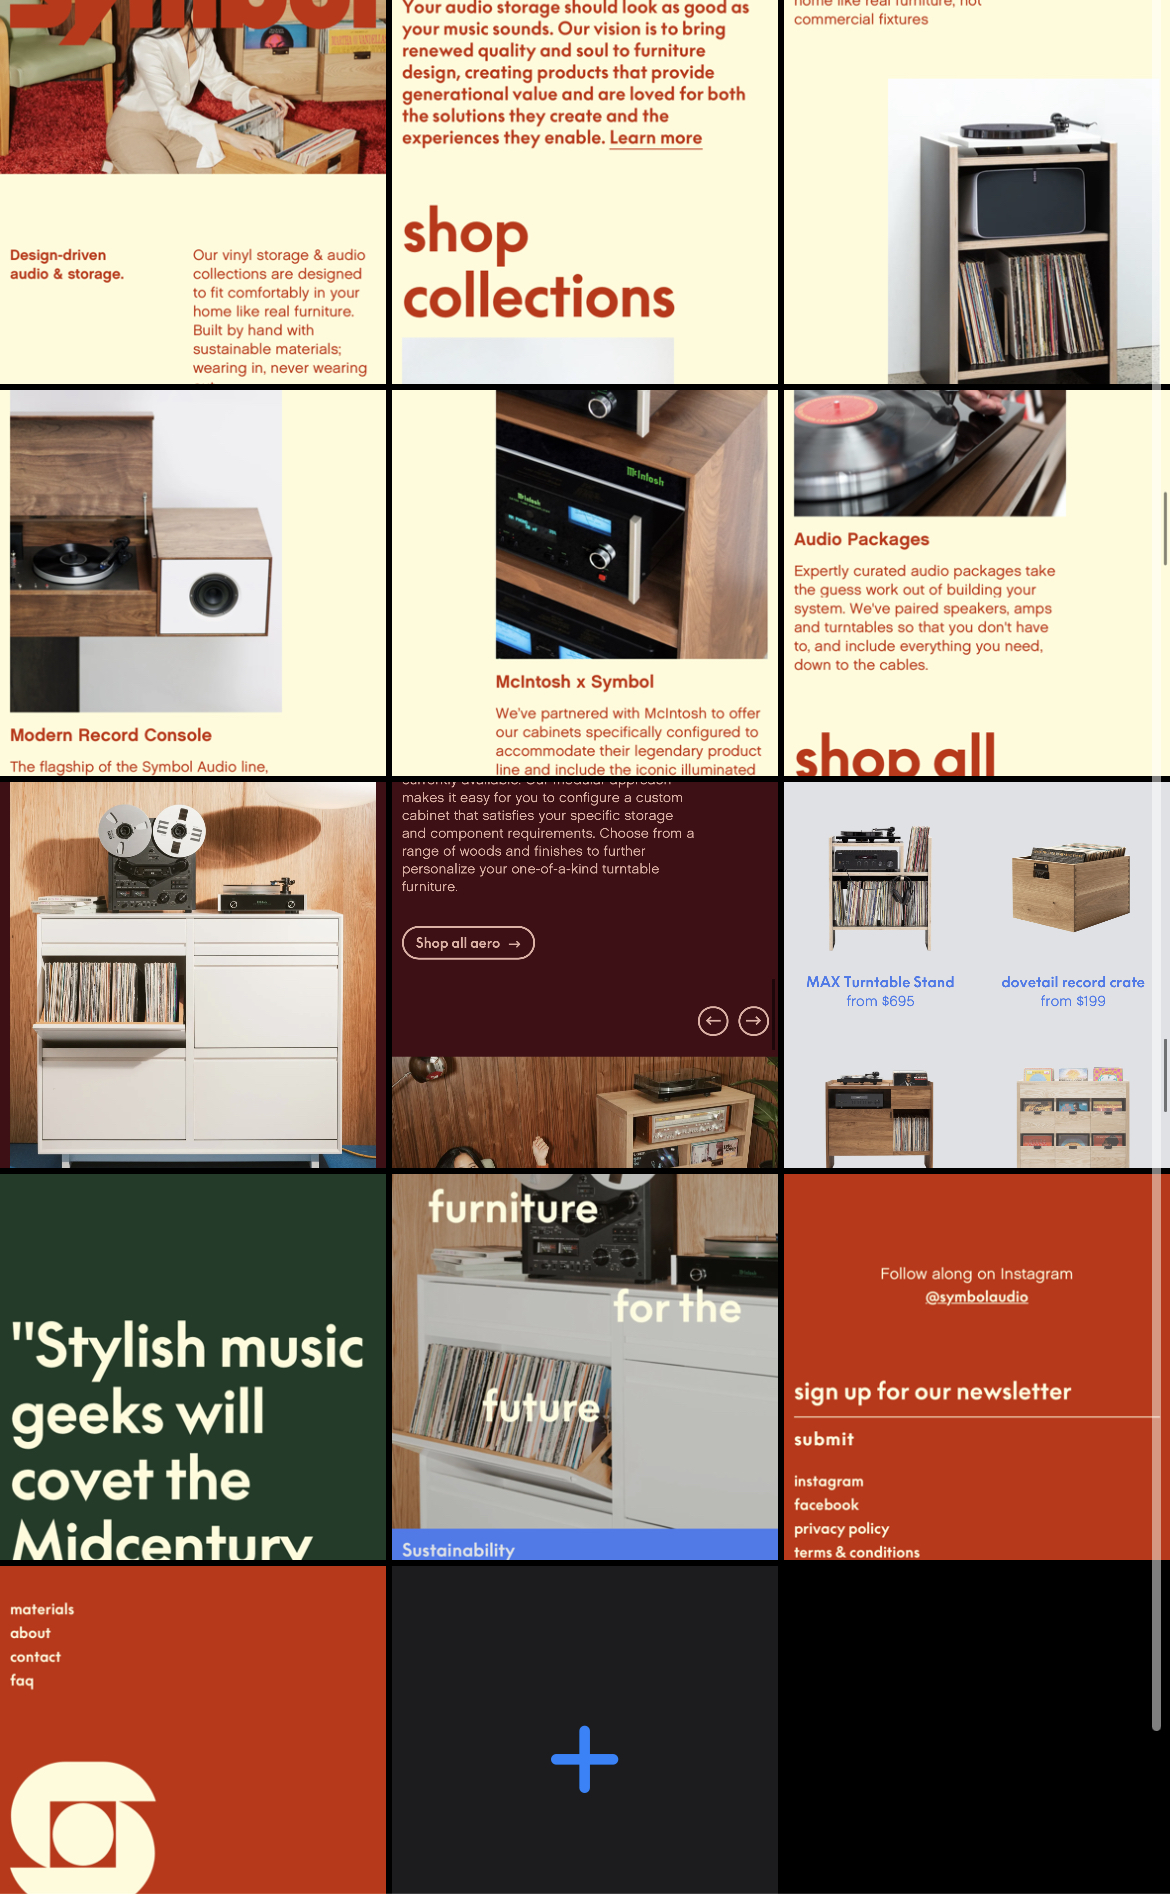 symbol
Design-driven
audio & storage.
Our vinyl storage & audio
collections are designed
to fit comfortably in your
home like real furniture.
Built by hand with
sustainable materials;
wearing in, never wearing
Your audio storage should look as good as
your music sounds. Our vision is to bring
renewed quality and soul to furniture
design, creating products that provide
generational value and are loved for both
the solutions they create and the
experiences they enable. Learn more
shop
collections
home like real furniture, not
commercial fixtures
Modern Record Console
The flagship of the Symbol Audio line,
McIntosh
McIntosh
McIntosh x Symbol
We've partnered with McIntosh to offer
our cabinets specifically configured to
accommodate their legendary product
line and include the iconic illuminated
Audio Packages
Expertly curated audio packages take
the guess work out of building your
system. We've paired speakers, amps
and turntables so that you don't have
to, and include everything you need,
down to the cables.
shop all
currently available. Our modular approach
makes it easy for you to configure a custom
cabinet that satisfies your specific storage
and component requirements. Choose from a
range of woods and finishes to further
personalize your one-of-a-kind turntable
furniture.
Shop all aero →
MAX Turntable Stand
from $695
dovetail record crate
from $199
"Stylish music
geeks will
covet the
Midcentury
furniture
for the
future
Sustainability
Follow along on Instagram
@symbolaudio
sign up for our newsletter
submit
instagram
facebook
privacy policy
terms & conditions
materials
about
contact
faq